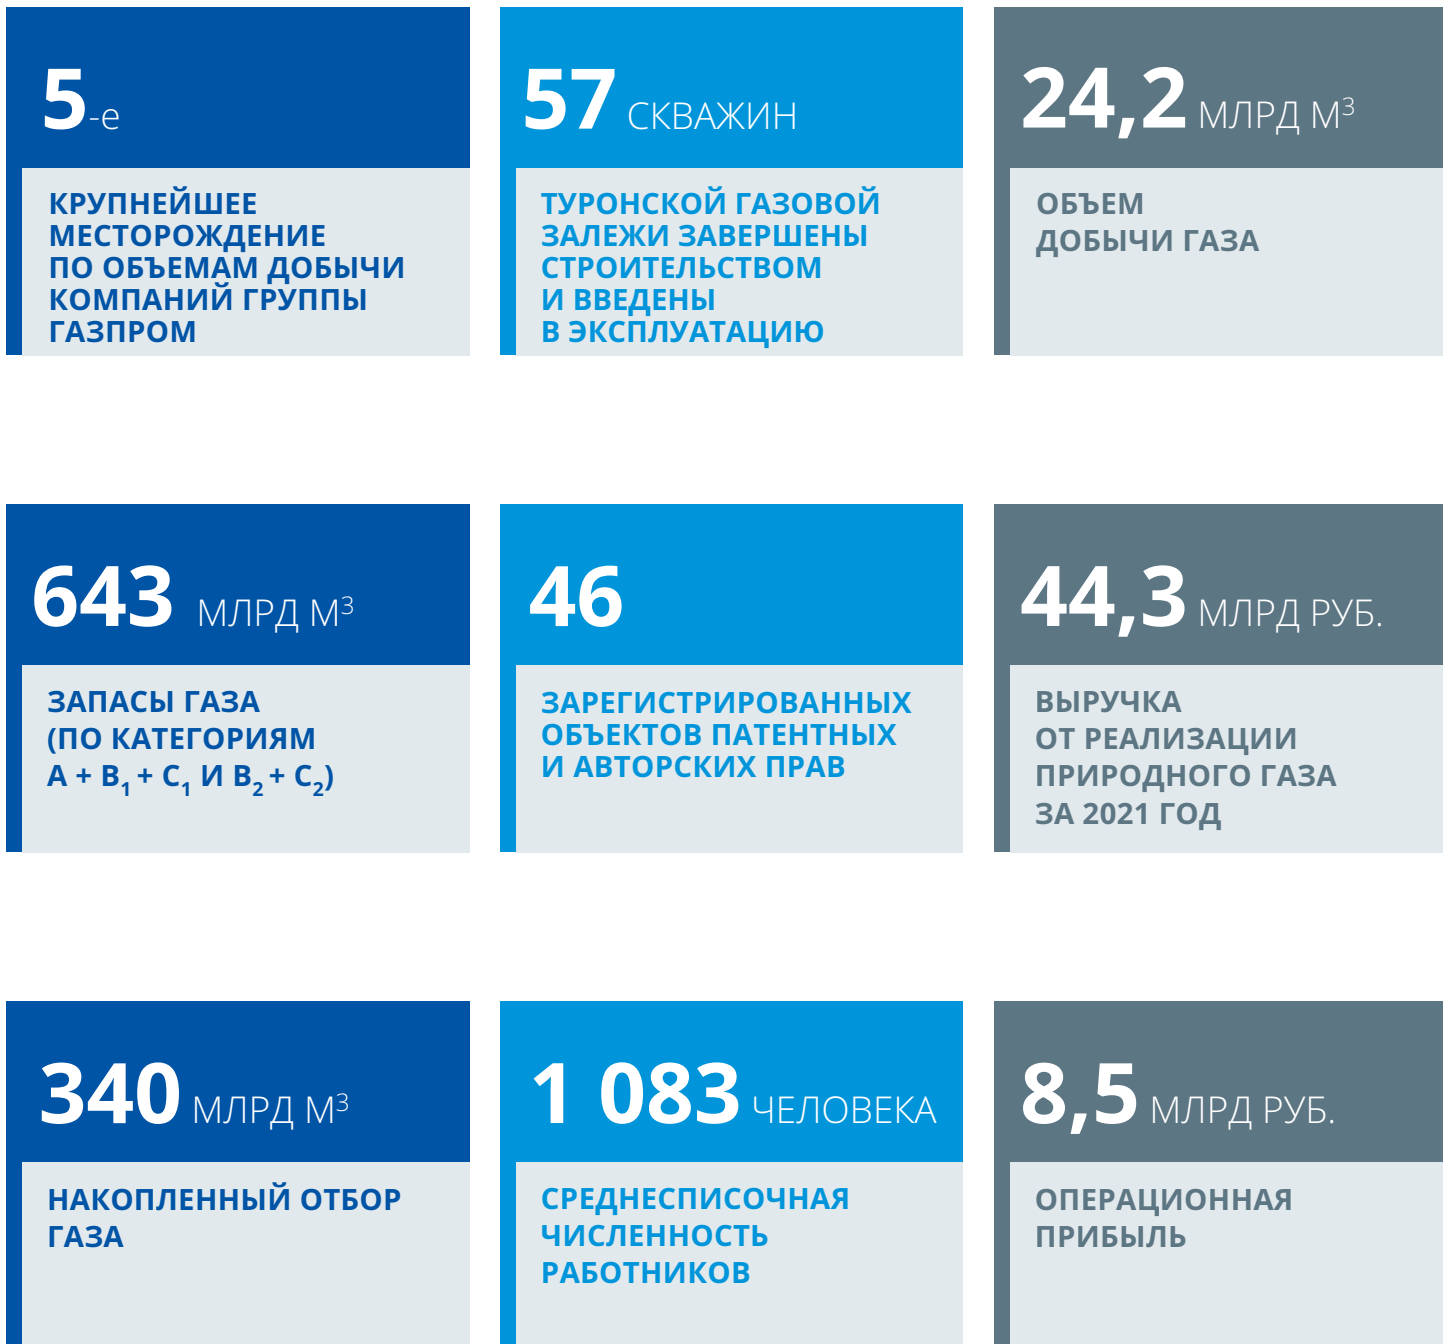 5-е
КРУПНЕЙШЕЕ
МЕСТОРОЖДЕНИЕ
ПО ОБЪЕМАМ ДОБЫЧИ
КОМПАНИЙ ГРУППЫ
ГАЗПРОМ
57 СКВАЖИН
ТУРОНСКОЙ ГАЗОВОЙ
ЗАЛЕЖИ ЗАВЕРШЕНЫ
СТРОИТЕЛЬСТВОМ
И ВВЕДЕНЫ
В ЭКСПЛУАТАЦИЮ
24,2 МЛРД М³
ОБЪЕМ
ДОБЫЧИ ГАЗА
643 МЛРД М³
ЗАПАСЫ ГАЗА
(ПО КАТЕГОРИЯМ
А + В₁ + С₁ И В₂ + С₂)
46
ЗАРЕГИСТРИРОВАННЫХ
ОБЪЕКТОВ ПАТЕНТНЫХ
И АВТОРСКИХ ПРАВ
44,3 МЛРД РУБ.
ВЫРУЧКА
ОТ РЕАЛИЗАЦИИ
ПРИРОДНОГО ГАЗА
ЗА 2021 ГОД
340 МЛРД М³
НАКОПЛЕННЫЙ ОТБОР
ГАЗА
1 083 ЧЕЛОВЕКА
СРЕДНЕСПИСОЧНАЯ
ЧИСЛЕННОСТЬ
РАБОТНИКОВ
8,5 МЛРД РУБ.
ОПЕРАЦИОННАЯ
ПРИБЫЛЬ